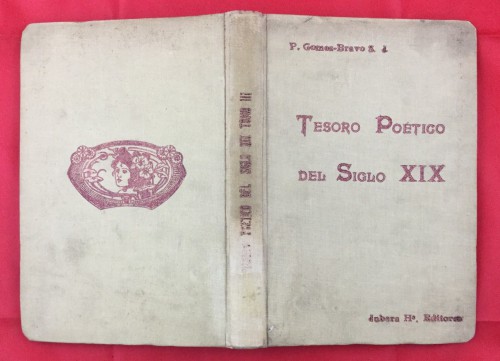 P. Gomez-Bravo S. J.
TESORO POÉTICO
DEL SIGLO XIX
Jubera Hº. Editores